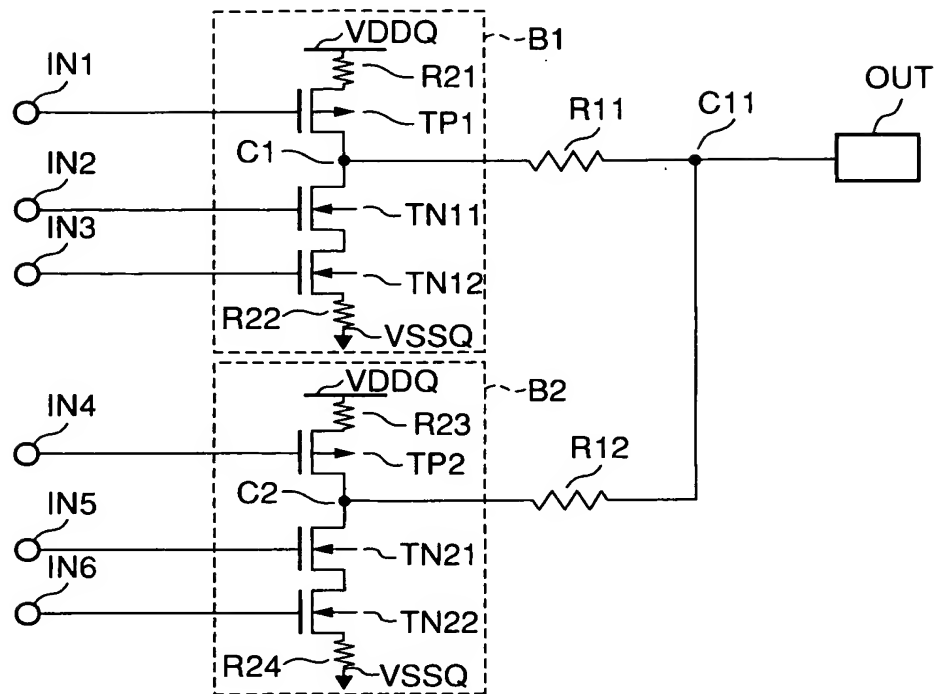 VDDQ
B1
IN1
R21
OUT
TP1
R11
C11
C1
IN2
TN11
IN3
TN12
R22
VSSQ
VDDQ
B2
IN4
R23
TP2
R12
C2
IN5
TN21
IN6
TN22
R24
VSSQ